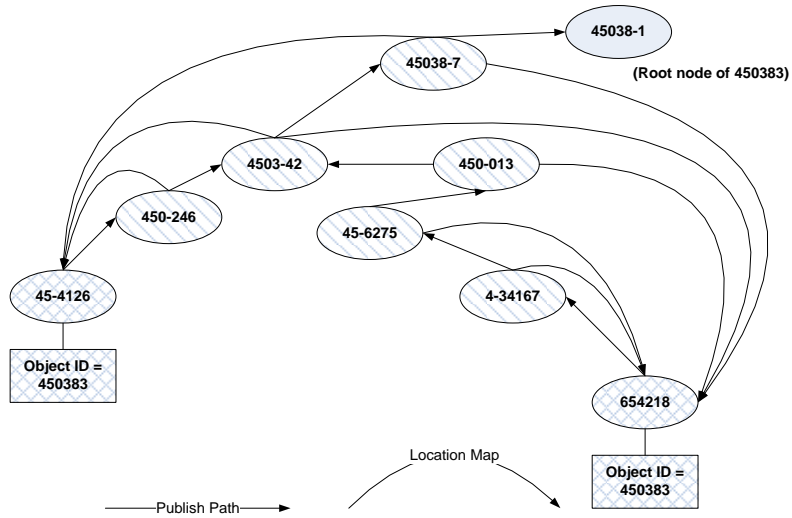 45038-1
45038-7
(Root node of 450383)
4503-42
450-013
450-246
45-6275
45-4126
4-34167
Object ID =
450383
654218
Location Map
Object ID =
450383
Publish Path